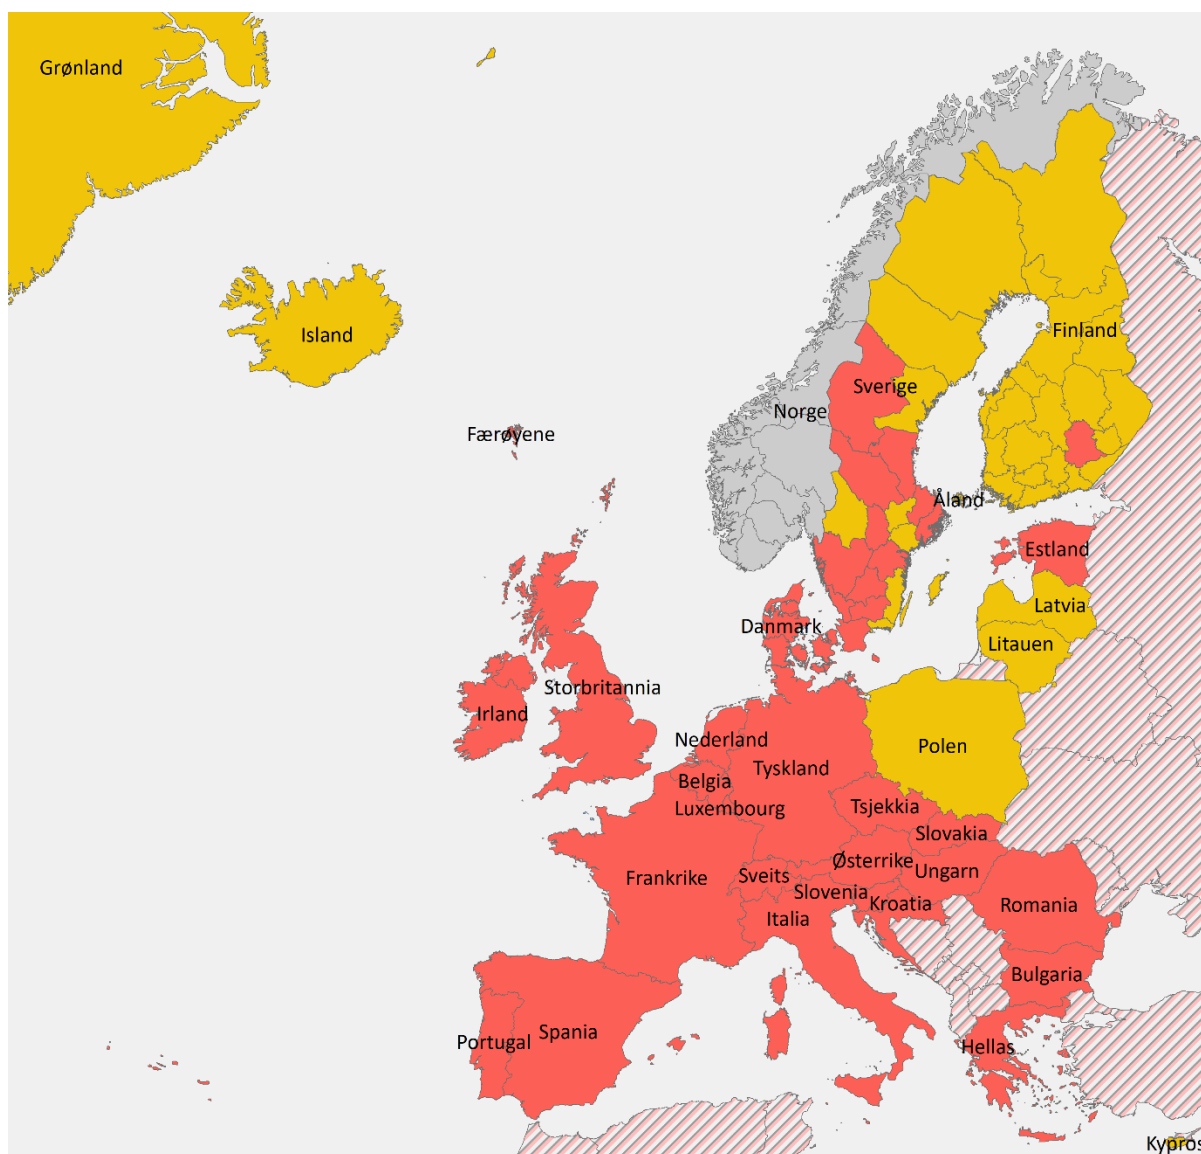 Grønland
Island
Finland
Sverige
Norge
Færøyene
Åland
Estland
Latvia
Danmark
Litauen
Storbritannia
Irland
Nederland
Polen
Tyskland
Belgia
Luxembourg
Tsjekkia
Slovakia
Østerrike
Ungarn
Frankrike
Sveits
Slovenia
Kroatia
Romania
Italia
Bulgaria
Spania
Portugal
Hellas
Kypros